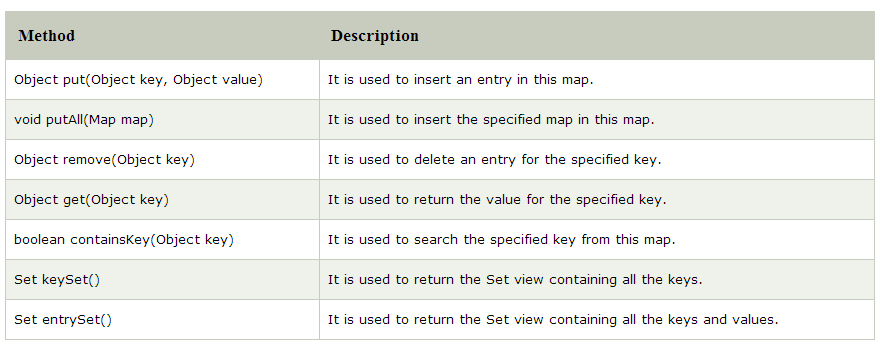 Method Description
Object put(Object key, Object value) It is used to insert an entry in this map.
void putAll(Map map) It is used to insert the specified map in this map.
Object remove(Object key) It is used to delete an entry for the specified key.
Object get(Object key) It is used to return the value for the specified key.
boolean containsKey(Object key) It is used to search the specified key from this map.
Set keySet() It is used to return the Set view containing all the keys.
Set entrySet() It is used to return the Set view containing all the keys and values.